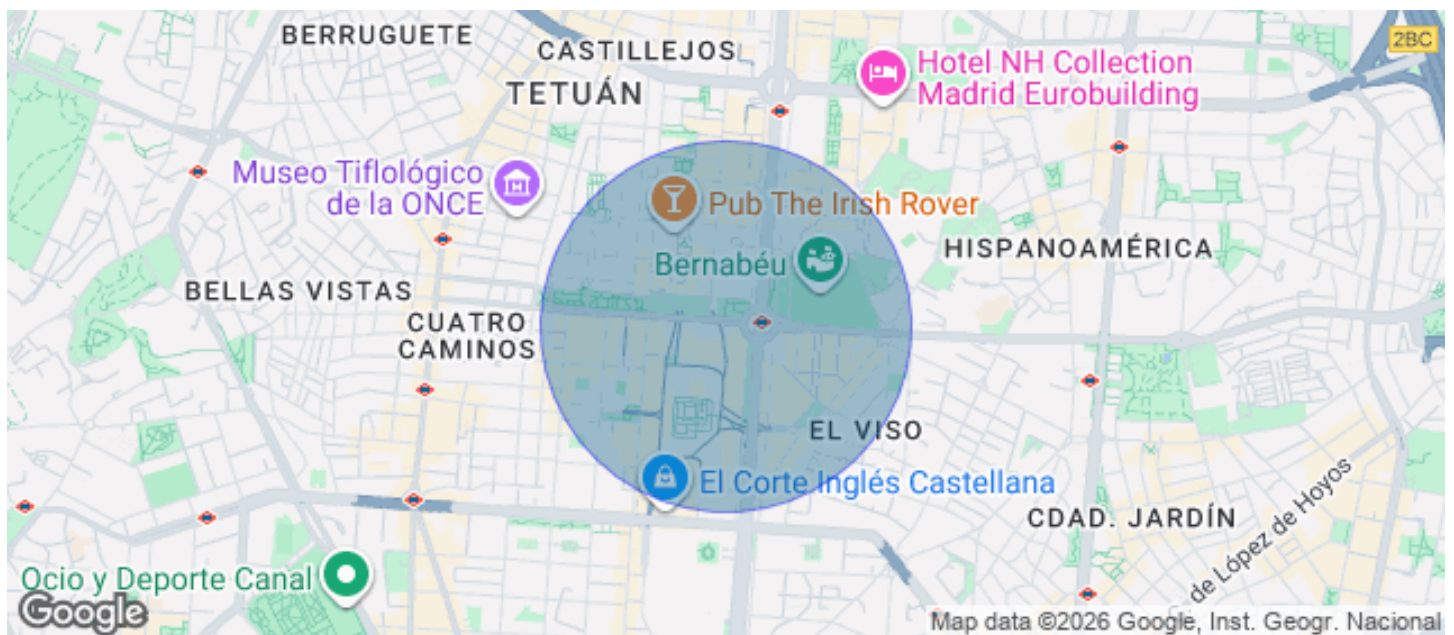 BERRUGUETE
CASTILLEJOS
TETUÁN
Hotel NH Collection
Madrid Eurobuilding
2BC
Museo Tiflológico
de la ONCE
Pub The Irish Rover
Bernabéu
HISPANOAMÉRICA
BELLAS VISTAS
CUATRO
CAMINOS
EL VISO
El Corte Inglés Castellana
CDAD. JARDÍN
de López de Hoyos
Ocio y Deporte Canal
Google
Map data ©2026 Google, Inst. Geogr. Nacional